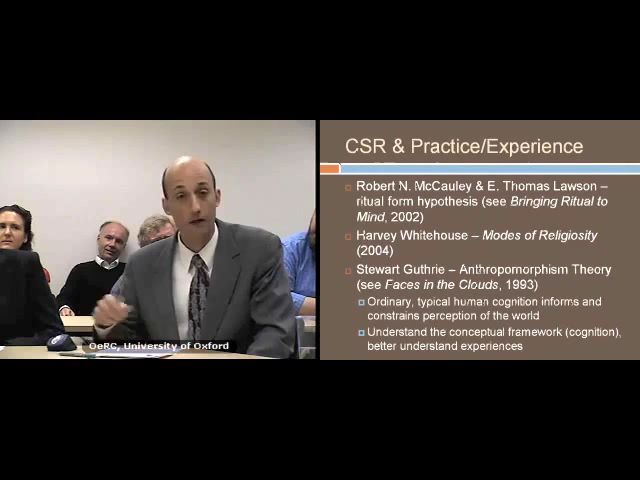 CSR & Practice/Experience
Robert N. McCauley & E. Thomas Lawson –
ritual form hypothesis (see Bringing Ritual to
Mind, 2002)
Harvey Whitehouse – Modes of Religiosity
(2004)
Stewart Guthrie – Anthropomorphism Theory
(see Faces in the Clouds, 1993)
Ordinary, typical human cognition informs and
constrains perception of the world
Understand the conceptual framework (cognition),
better understand experiences
OeRC, University of Oxford